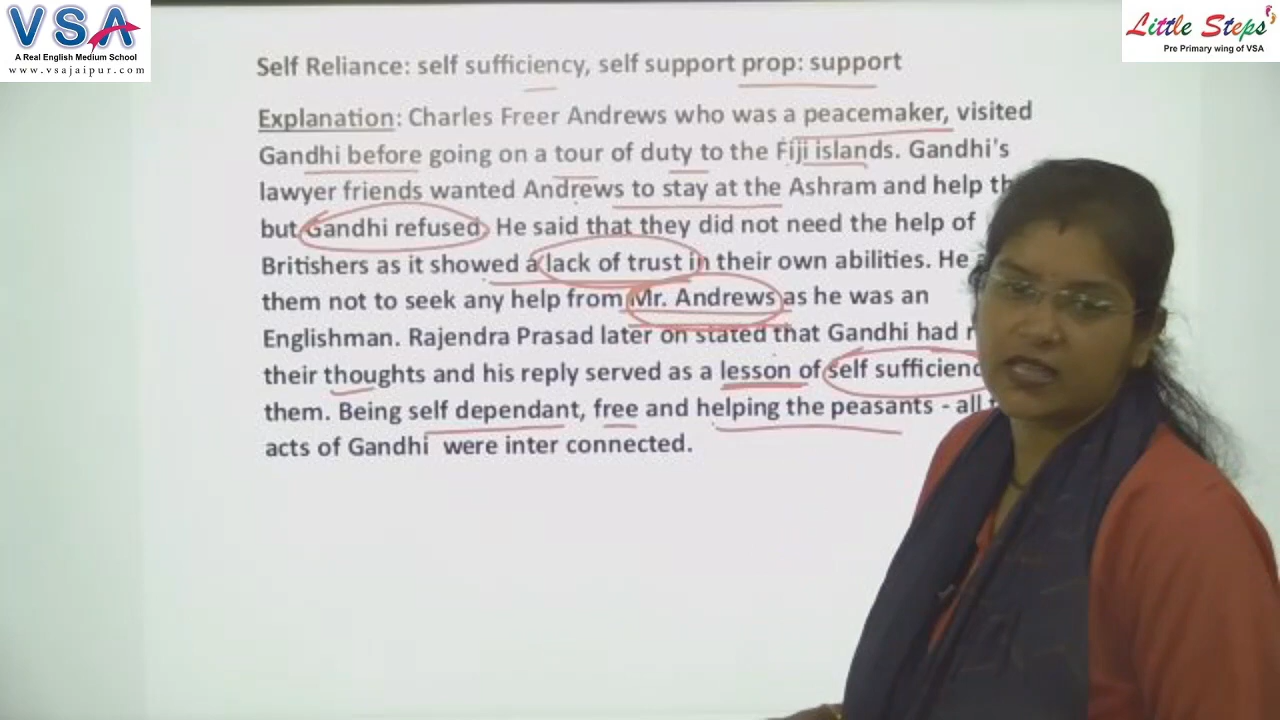 VSA
A Real English Medium School
www.vsajaipur.com
Little Steps
Pre Primary wing of VSA
Self Reliance: self sufficiency, self support prop: support
Explanation: Charles Freer Andrews who was a peacemaker, visited
Gandhi before going on a tour of duty to the Fiji islands. Gandhi's
lawyer friends wanted Andrews to stay at the Ashram and help
but Gandhi refused. He said that they did not need the help of
Britishers as it showed a lack of trust in their own abilities. He
them not to seek any help from Mr. Andrews as he was an
Englishman. Rajendra Prasad later on stated that Gandhi had
their thoughts and his reply served as a lesson of self
them. Being self dependant, free and helping the peasants - all
acts of Gandhi were inter connected.